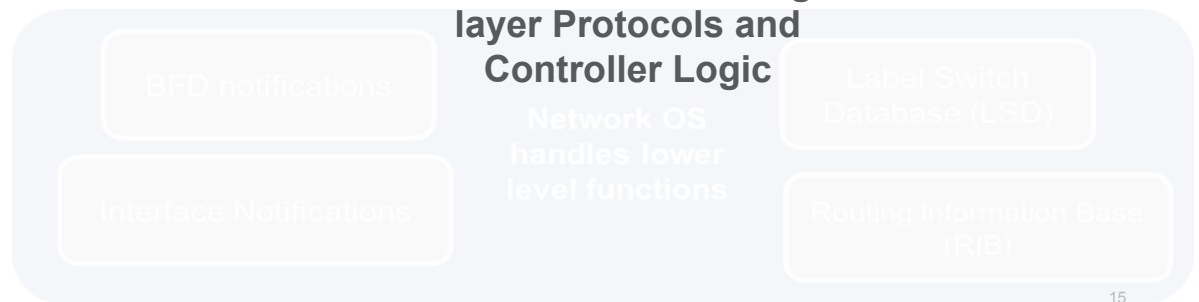 layer Protocols and
Controller Logic
BFD notifications
Label Switch
Database (LSD)
Network OS
handles lower
level functions
Interface Notifications
Routing Information Base
(RIB)
15